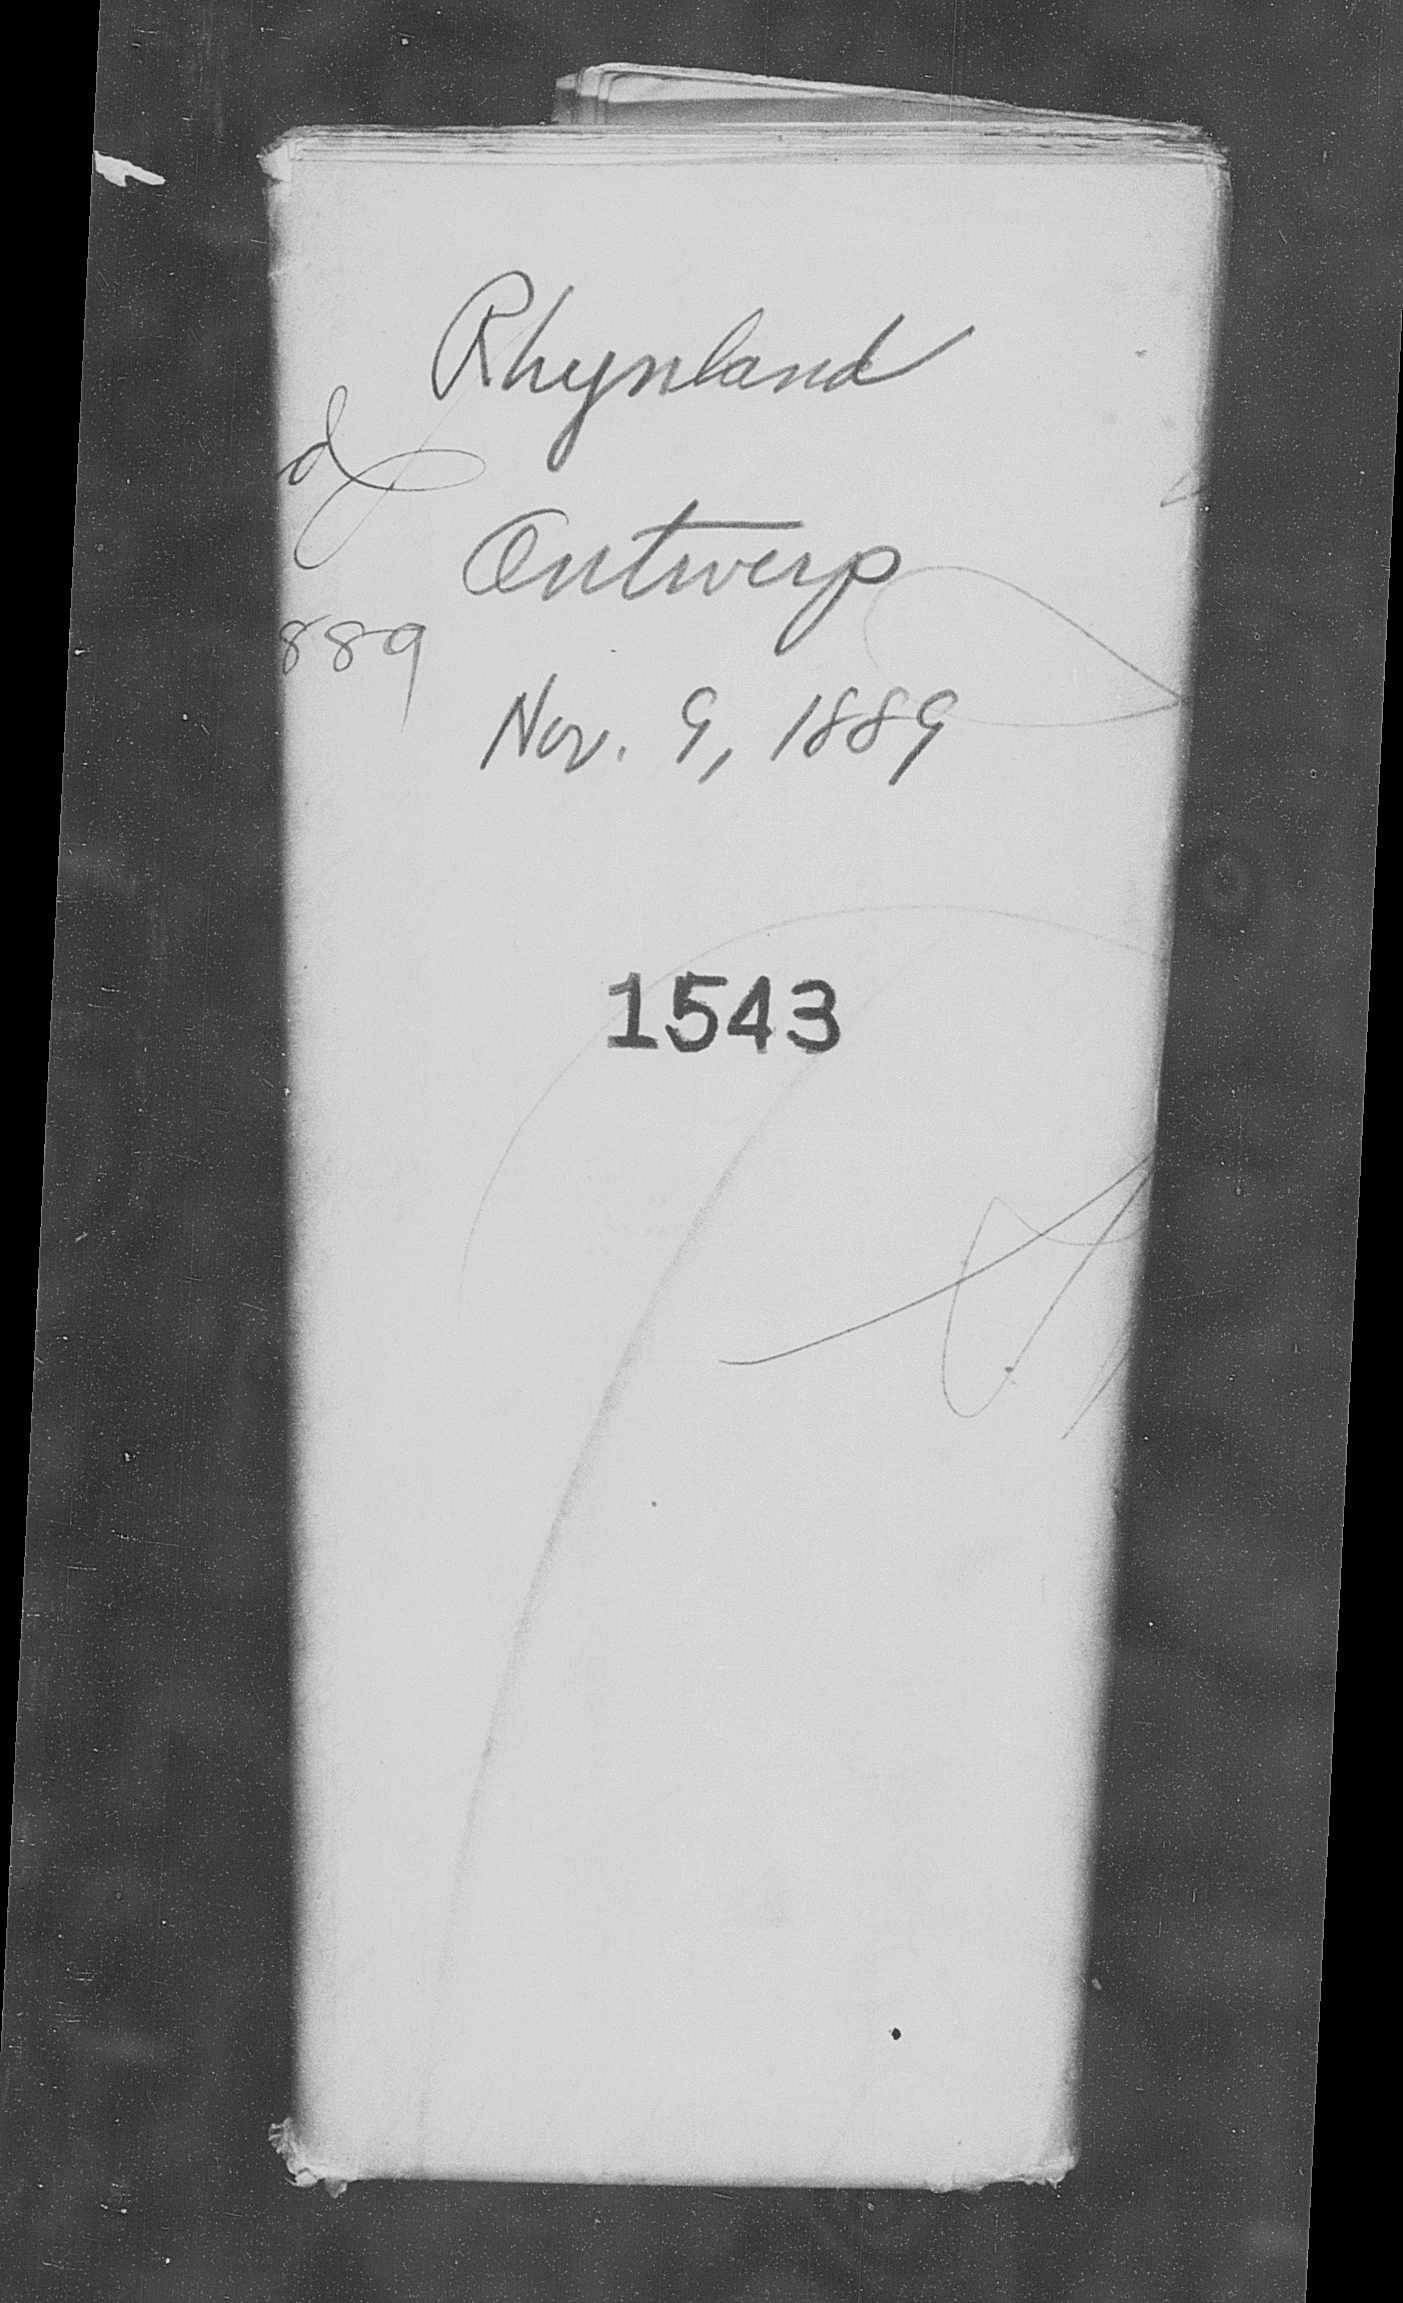 Rhynland
d
Antwerp
889
Nov. 9, 1889
1543